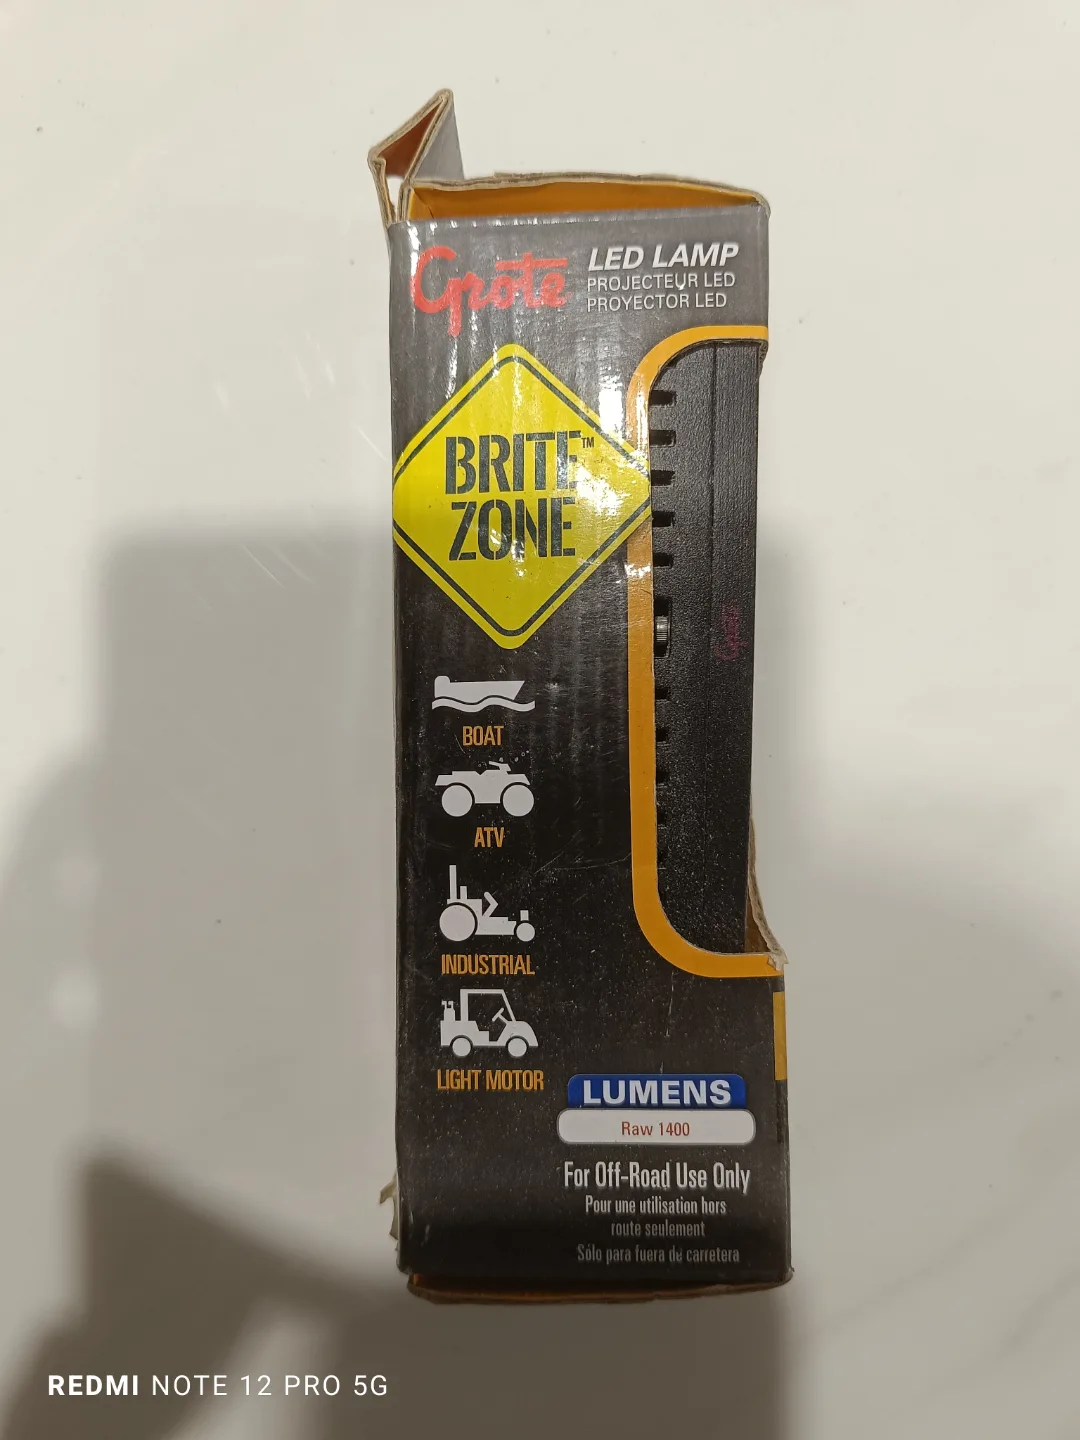 Grote
LED LAMP
PROJECTEUR LED
PROYECTOR LED
BRITE™
ZONE
Grote
BOAT
ATV
INDUSTRIAL
LIGHT MOTOR
LUMENS
Raw 1400
For Off-Road Use Only
Pour une utilisation hors
route seulement
Sólo para fuera de carretera
REDMI NOTE 12 PRO 5G